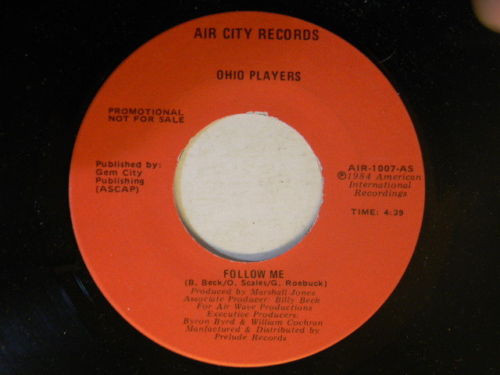 AIR CITY RECORDS
OHIO PLAYERS
PROMOTIONAL
NOT FOR SALE
Published by:
Gem City
Publishing
(ASCAP)
AIR-1007-AS
Ⓟ1984 American
International
Recordings
TIME: 4:39
FOLLOW ME
(B. Beck/O. Scales/G. Roebuck)
Produced by Marshall Jones
Associate Producer: Billy Beck
For Air Wave Productions
Executive Producers:
Byron Byrd & William Cochran
Manfactured & Distributed by
Prelude Records